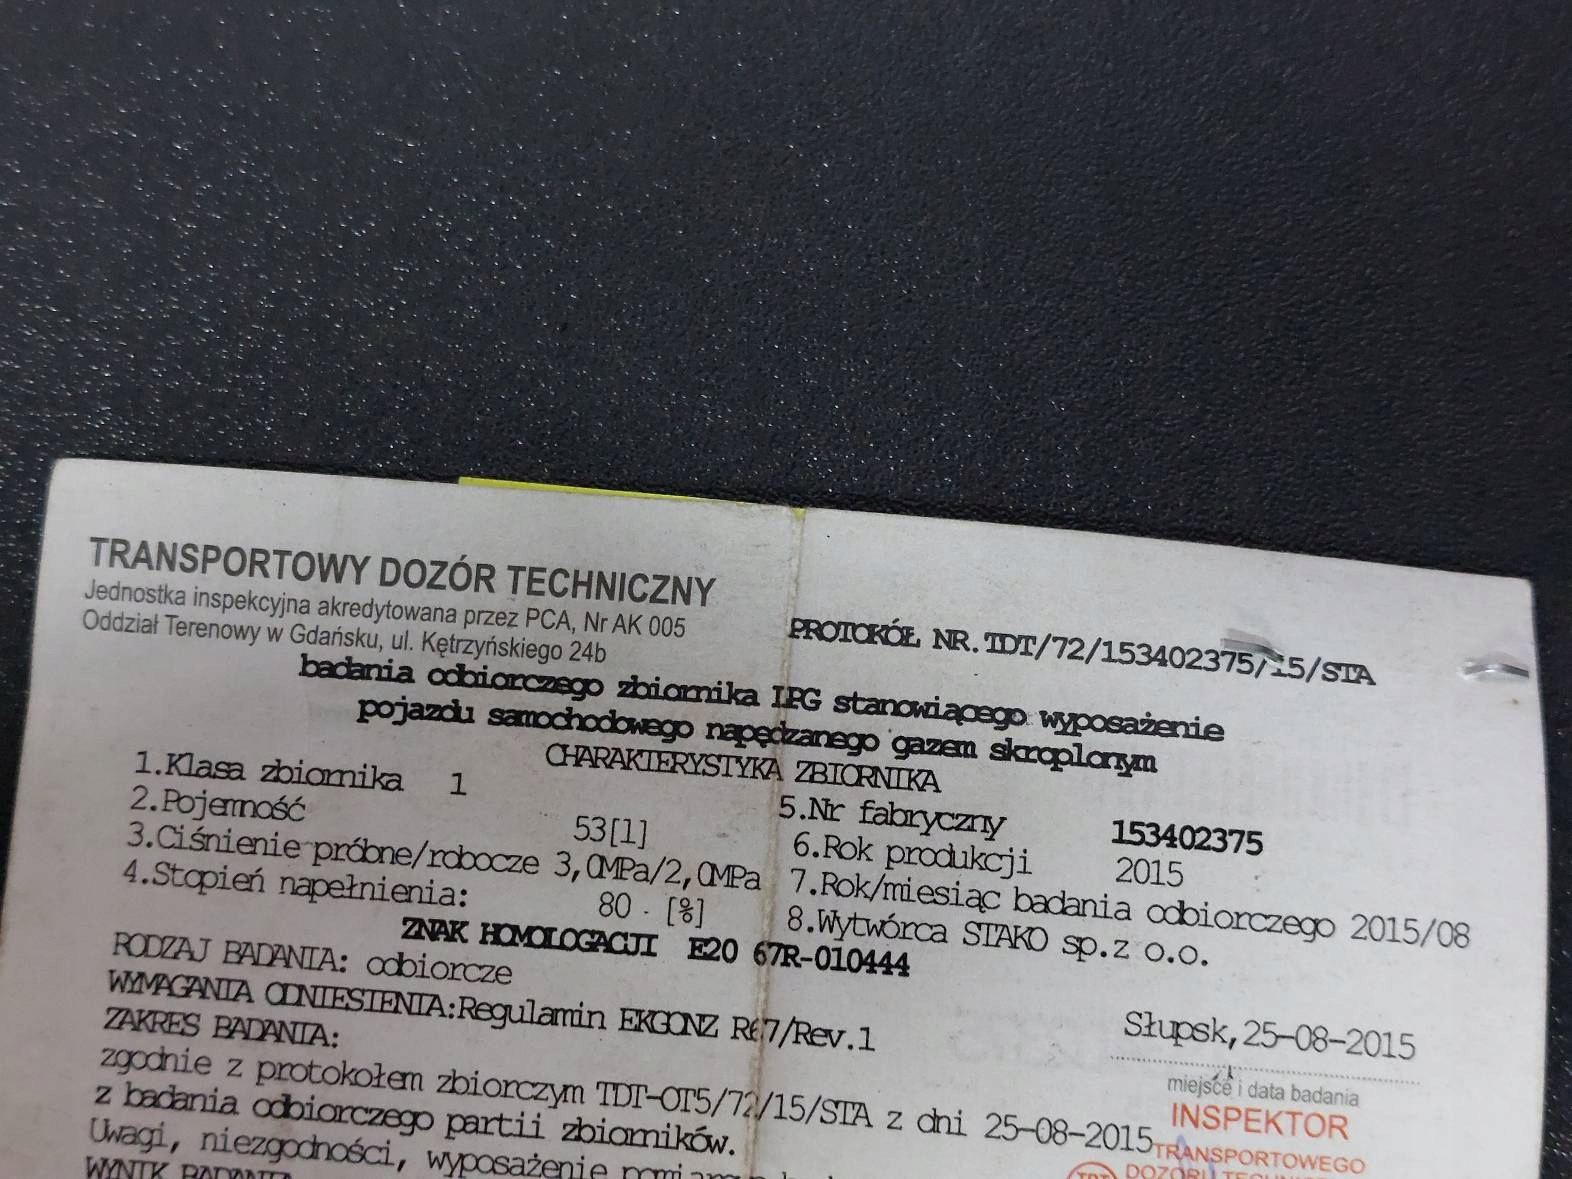 TRANSPORTOWY DOZÓR TECHNICZNY
Jednostka inspekcyjna akredytowana przez PCA, Nr AK 005
Oddział Terenowy w Gdańsku, ul. Kętrzyńskiego 24b
PROTOKÓŁ NR.TDT/72/153402375/15/STA
badania odbiorczego zbiornika LPG stanowiącego wyposażenie
pojazdu samochodowego napędzanego gazem skroplonym
CHARAKTERYSTYKA ZBIORNIKA
1.Klasa zbiornika 1
2.Pojemność 53[l]
3.Ciśnienie próbne/robocze 3,0MPa/2,0MPa
4.Stopień napełnienia: 80 [%]
5.Nr fabryczny 153402375
6.Rok produkcji 2015
7.Rok/miesiąc badania odbiorczego 2015/08
8.Wytwórca STAKO sp.z o.o.
ZNAK HOMOLOGACJI E20 67R-010444
RODZAJ BADANIA: odbiorcze
WYMAGANIA ODNIESIENIA:Regulamin EKGONZ R67/Rev.1
ZAKRES BADANIA:
zgodnie z protokołem zbiorczym TDT-OT5/72/15/STA z dni 25-08-2015
z badania odbiorczego partii zbiorników.
Uwagi, niezgodności, wyposażenie
WYNIK BADANIA
Słupsk,25-08-2015
miejsce i data badania
INSPEKTOR
TRANSPORTOWEGO
DOZORU TECHNICZNEGO
TDT